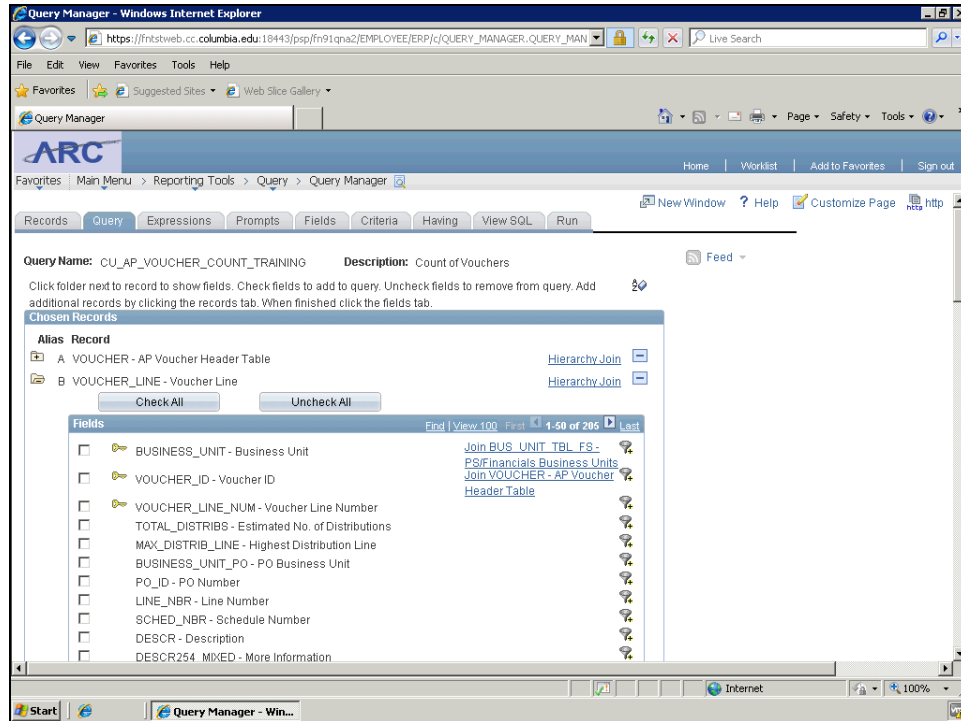 Query Manager - Windows Internet Explorer
https://fntstweb.cc.columbia.edu:18443/psp/fn91qna2/EMPLOYEE/ERP/c/QUERY_MANAGER.QUERY_MAN
Live Search
File Edit View Favorites Tools Help
Favorites Suggested Sites Web Slice Gallery
Query Manager
Page Safety Tools
ARC
Home | Worklist | Add to Favorites | Sign out
Favorites Main Menu > Reporting Tools > Query > Query Manager
New Window ? Help Customize Page http
Records Query Expressions Prompts Fields Criteria Having View SQL Run
Query Name: CU_AP_VOUCHER_COUNT_TRAINING Description: Count of Vouchers
Feed
Click folder next to record to show fields. Check fields to add to query. Uncheck fields to remove from query. Add
additional records by clicking the records tab. When finished click the fields tab.
Chosen Records
Alias Record
A VOUCHER - AP Voucher Header Table Hierarchy Join
B VOUCHER_LINE - Voucher Line Hierarchy Join
Check All Uncheck All
Fields Find | View 100 First 1-50 of 205 Last
BUSINESS_UNIT - Business Unit Join BUS_UNIT_TBL_FS -
PS/Financials Business Units
VOUCHER_ID - Voucher ID Join VOUCHER - AP Voucher
Header Table
VOUCHER_LINE_NUM - Voucher Line Number
TOTAL_DISTRIBS - Estimated No. of Distributions
MAX_DISTRIB_LINE - Highest Distribution Line
BUSINESS_UNIT_PO - PO Business Unit
PO_ID - PO Number
LINE_NBR - Line Number
SCHED_NBR - Schedule Number
DESCR - Description
DESCR254_MIXED - More Information
Internet 100%
Start Query Manager - Win...